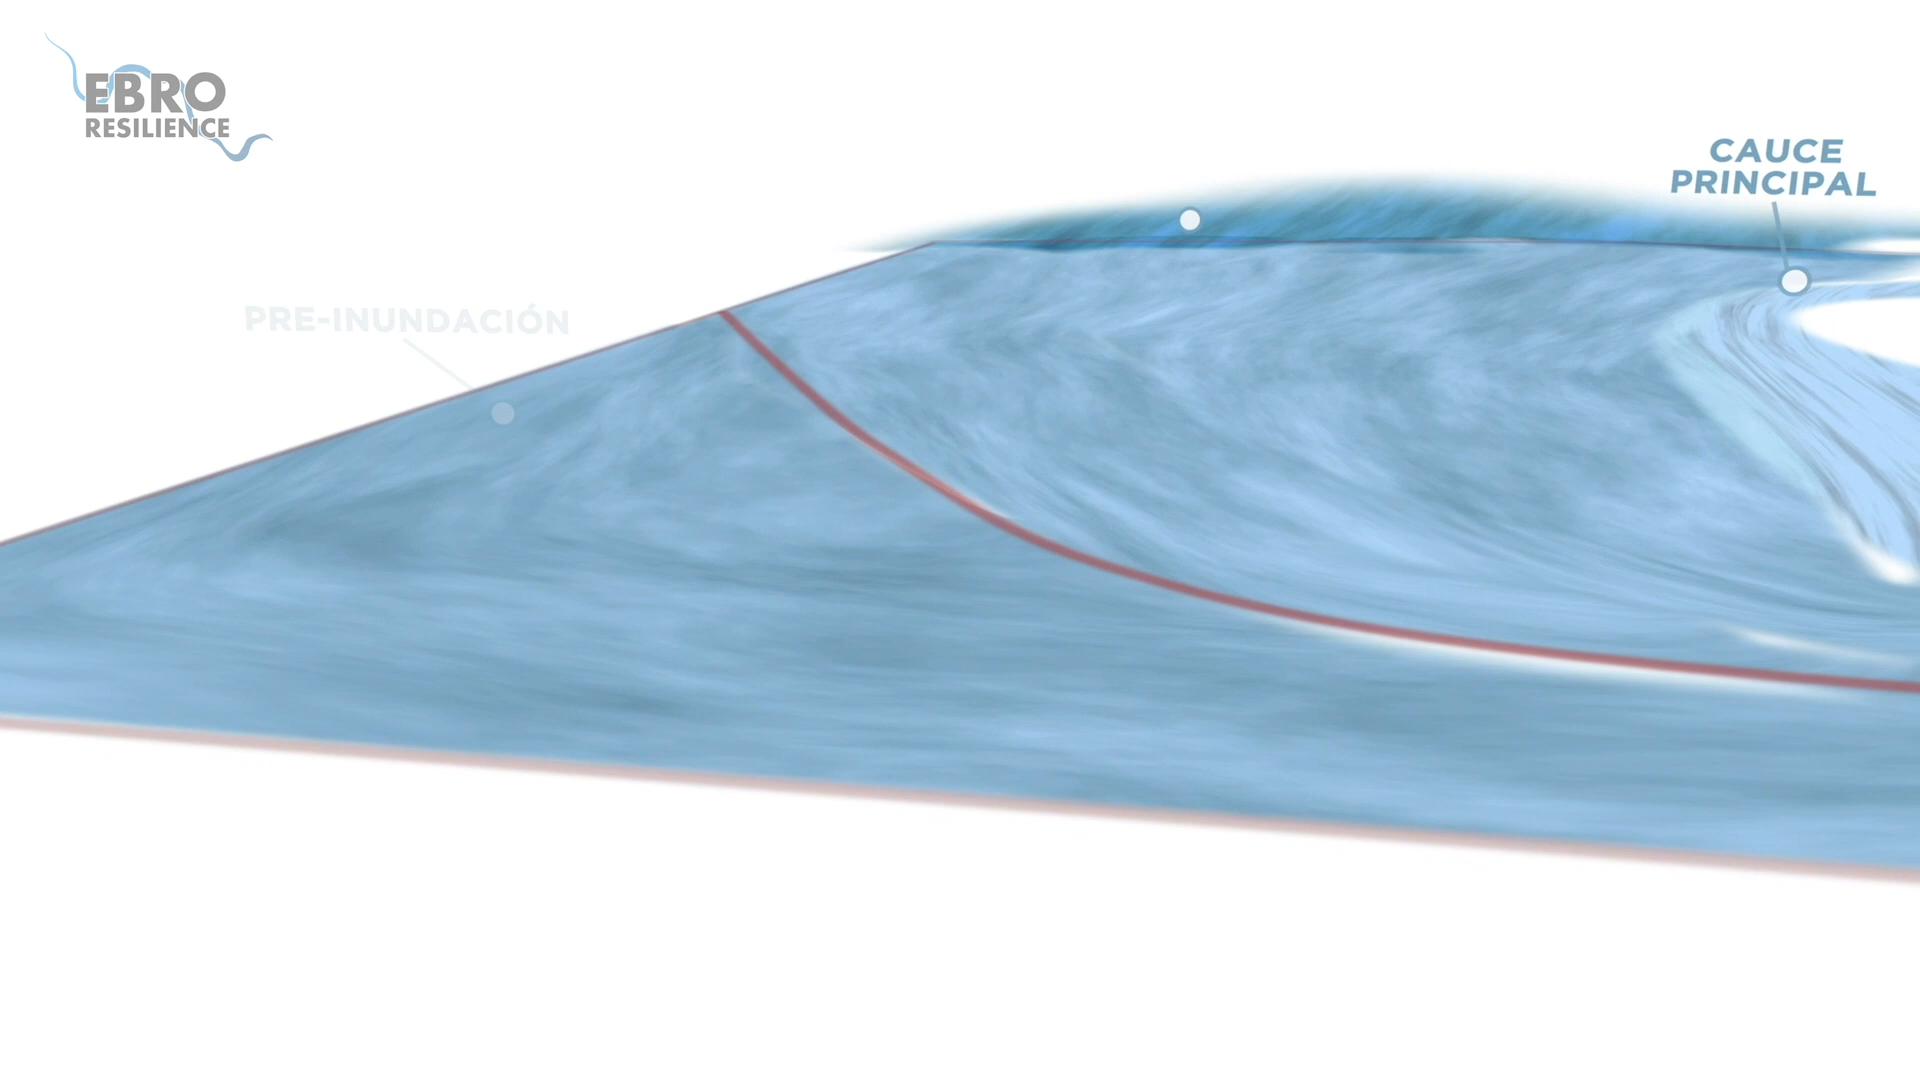 EBRO
RESILIENCE
CAUCE
PRINCIPAL
PRE-INUNDACIÓN